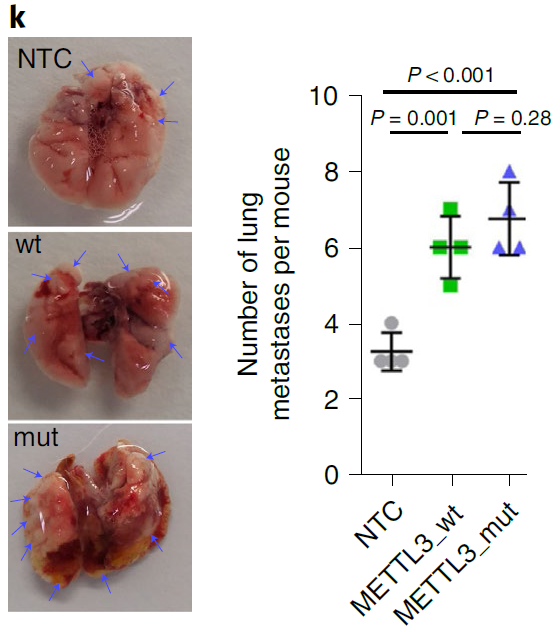 k
NTC
wt
mut
P < 0.001
P = 0.001
P = 0.28
Number of lung
metastases per mouse
10
8
6
4
2
0
NTC
METTL3_wt
METTL3_mut